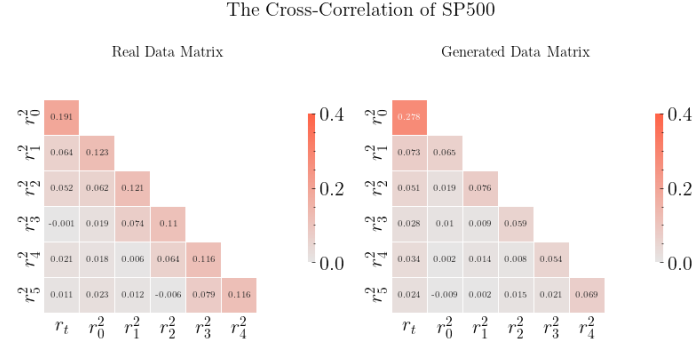 The Cross-Correlation of SP500
Real Data Matrix
r_0^2 0.191
r_1^2 0.064 0.123
r_2^2 0.052 0.062 0.121
r_3^2 -0.001 0.019 0.074 0.11
r_4^2 0.021 0.018 0.006 0.064 0.116
r_5^2 0.011 0.023 0.012 -0.006 0.079 0.116
r_t r_0^2 r_1^2 r_2^2 r_3^2 r_4^2
0.4
0.2
0.0
Generated Data Matrix
r_0^2 0.278
r_1^2 0.073 0.065
r_2^2 0.051 0.019 0.076
r_3^2 0.028 0.01 0.009 0.059
r_4^2 0.034 0.002 0.014 0.008 0.054
r_5^2 0.024 -0.009 0.002 0.015 0.021 0.069
r_t r_0^2 r_1^2 r_2^2 r_3^2 r_4^2
0.4
0.2
0.0